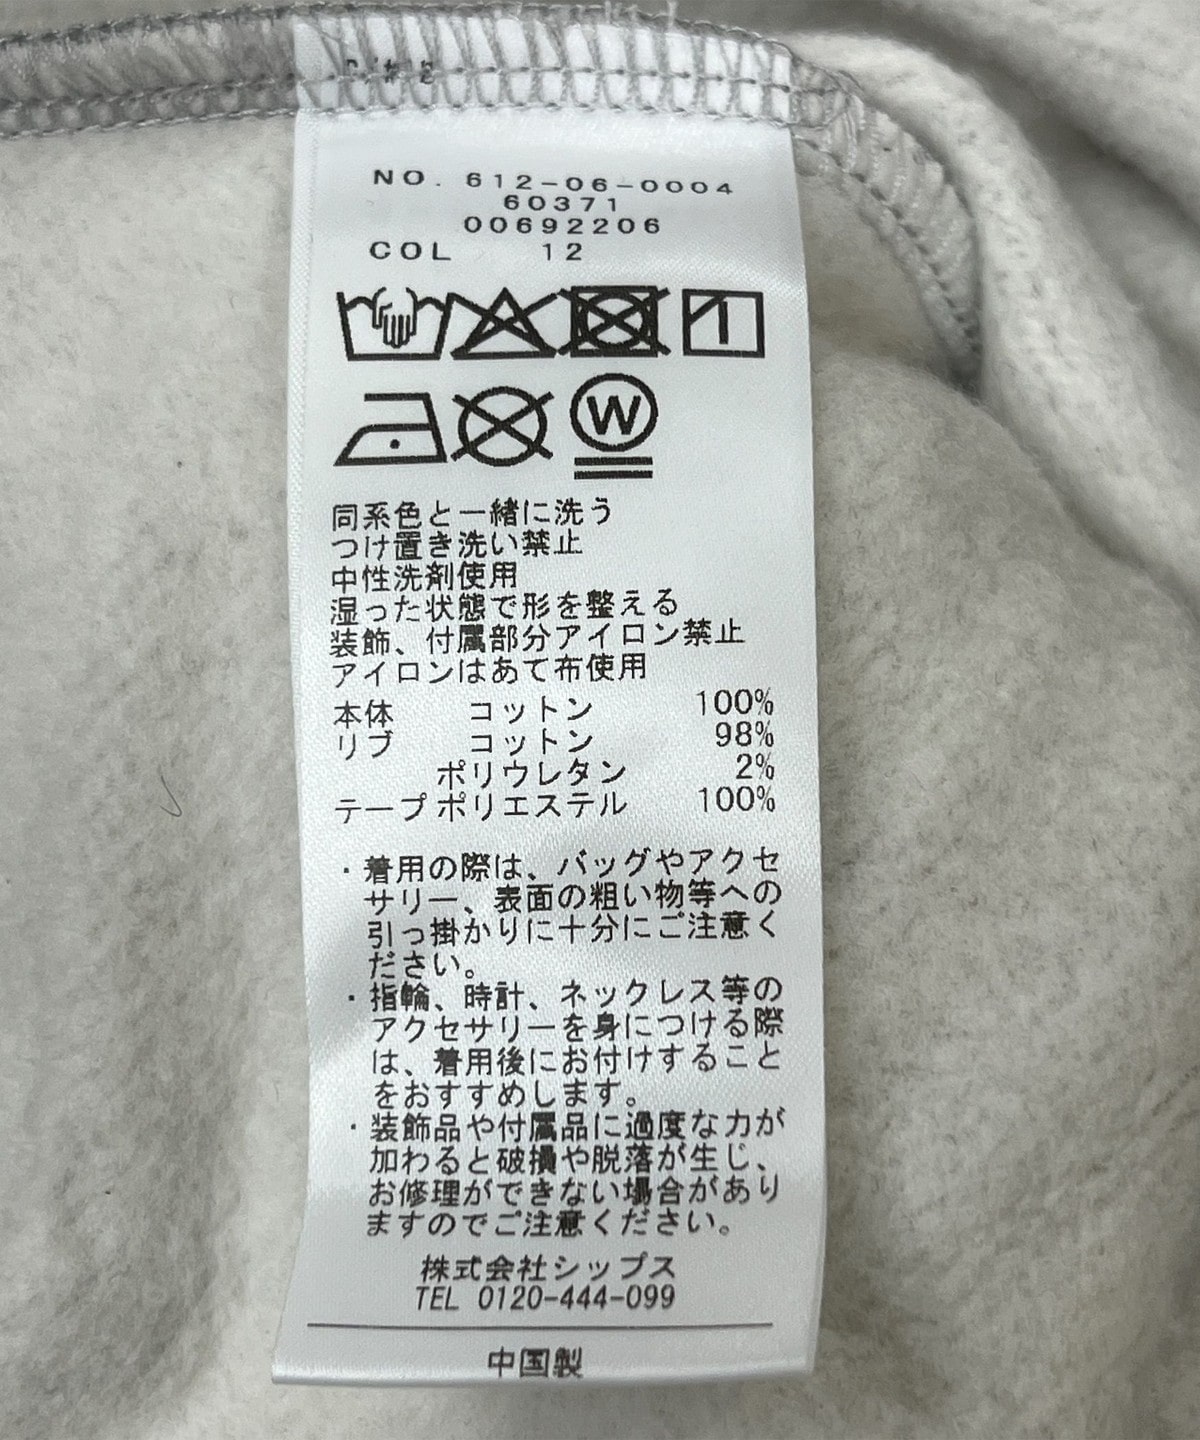 NO. 612-06-0004
60371
00692206
COL 12
W
同系色と一緒に洗う
つけ置き洗い禁止
中性洗剤使用
湿った状態で形を整える
装飾、付属部分アイロン禁止
アイロンはあて布使用
本体 コットン 100%
リブ コットン 98%
ポリウレタン 2%
テープ ポリエステル 100%
・着用の際は、バッグやアクセ
サリー、表面の粗い物等への
引っ掛かりに十分にご注意く
ださい。
・指輪、時計、ネックレス等の
アクセサリーを身につける際
は、着用後にお付けすること
をおすすめします。
・装飾品や付属品に過度な力が
加わると破損や脱落が生じ、
お修理ができない場合があり
ますのでご注意ください。
株式会社シップス
TEL 0120-444-099
中国製